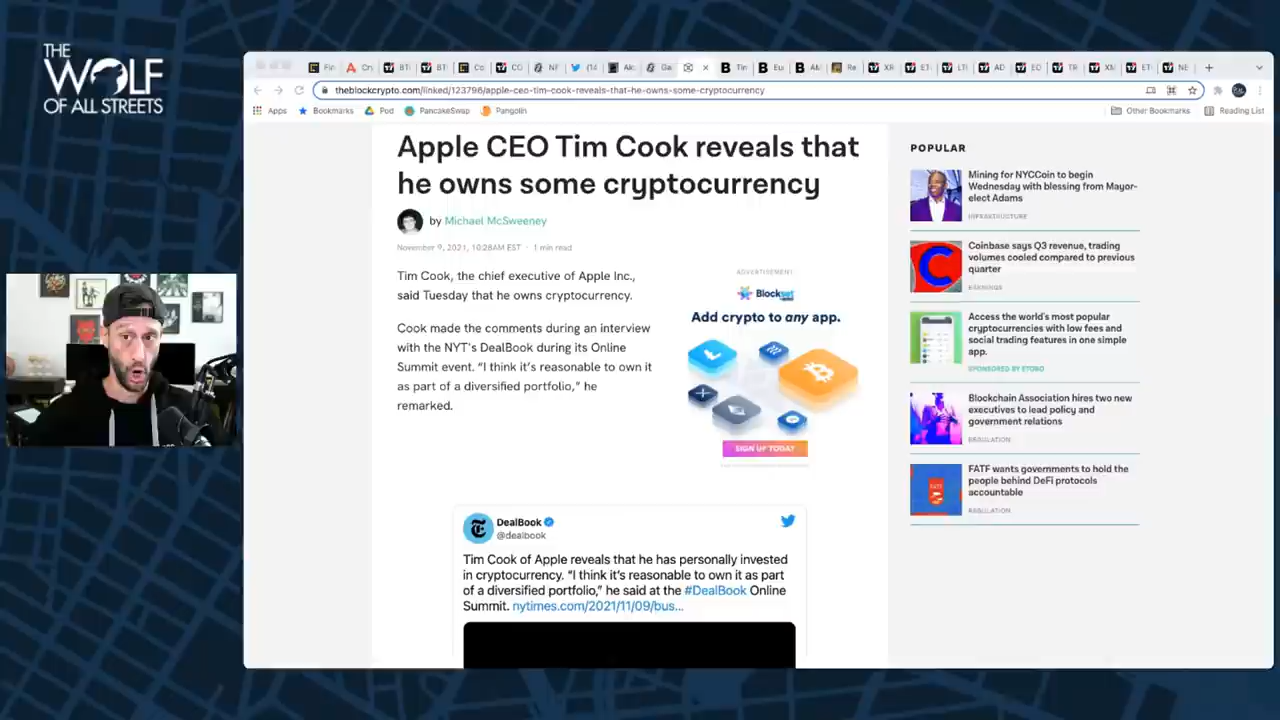 THE
WOLF
OF ALL STREETS
theblockcrypto.com/linked/123796/apple-ceo-tim-cook-reveals-that-he-owns-some-cryptocurrency
Apps
Bookmarks
Pod
PancakeSwap
Pangolin
Other Bookmarks
Reading List
Apple CEO Tim Cook reveals that
he owns some cryptocurrency
by Michael McSweeney
November 9, 2021, 10:28AM EST · 1 min read
Tim Cook, the chief executive of Apple Inc.,
said Tuesday that he owns cryptocurrency.
Cook made the comments during an interview
with the NYT's DealBook during its Online
Summit event. "I think it's reasonable to own it
as part of a diversified portfolio," he
remarked.
ADVERTISEMENT
Blockset
Add crypto to any app.
SIGN UP TODAY
DealBook
@dealbook
Tim Cook of Apple reveals that he has personally invested
in cryptocurrency. "I think it's reasonable to own it as part
of a diversified portfolio," he said at the #DealBook Online
Summit. nytimes.com/2021/11/09/bus...
POPULAR
Mining for NYCCoin to begin
Wednesday with blessing from Mayor-
elect Adams
INFRASTRUCTURE
Coinbase says Q3 revenue, trading
volumes cooled compared to previous
quarter
EARNINGS
Access the world's most popular
cryptocurrencies with low fees and
social trading features in one simple
app.
SPONSORED BY ETORO
Blockchain Association hires two new
executives to lead policy and
government relations
REGULATION
FATF wants governments to hold the
people behind DeFi protocols
accountable
REGULATION